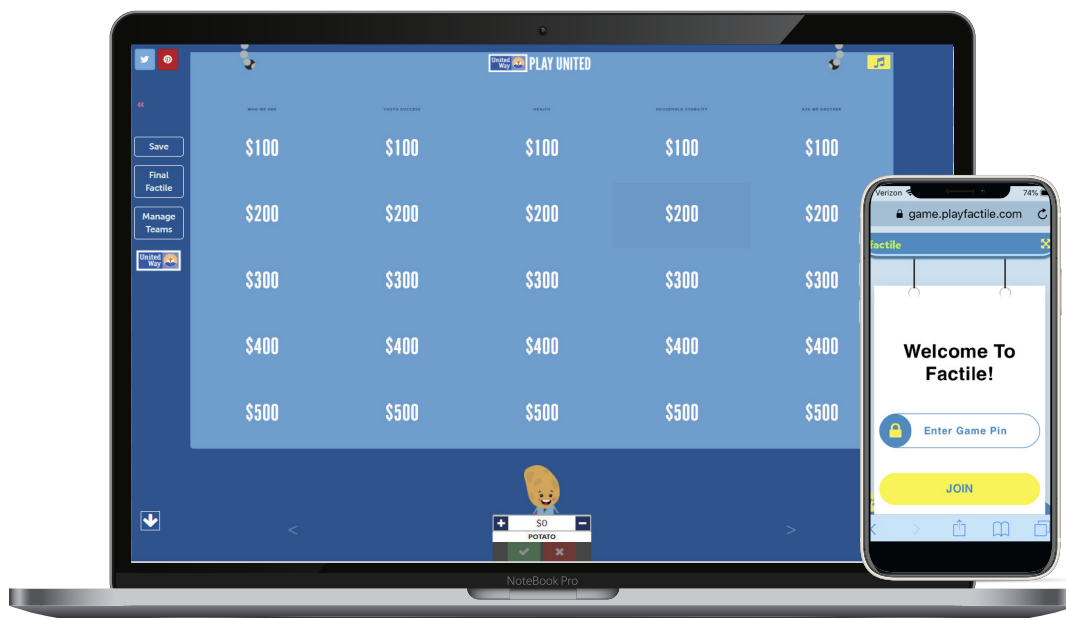 United Way PLAY UNITED
WHO WE ARE YOUTH SUCCESS HEALTH HOUSEHOLD STABILITY ASK ME ANOTHER
Save
Final
Factile
Manage
Teams
United
Way
$100 $100 $100 $100 $100
$200 $200 $200 $200 $200
$300 $300 $300 $300 $300
$400 $400 $400 $400 $400
$500 $500 $500 $500 $500
$0
POTATO
NoteBook Pro
Verizon 74%
game.playfactile.com
factile
Welcome To
Factile!
Enter Game Pin
JOIN